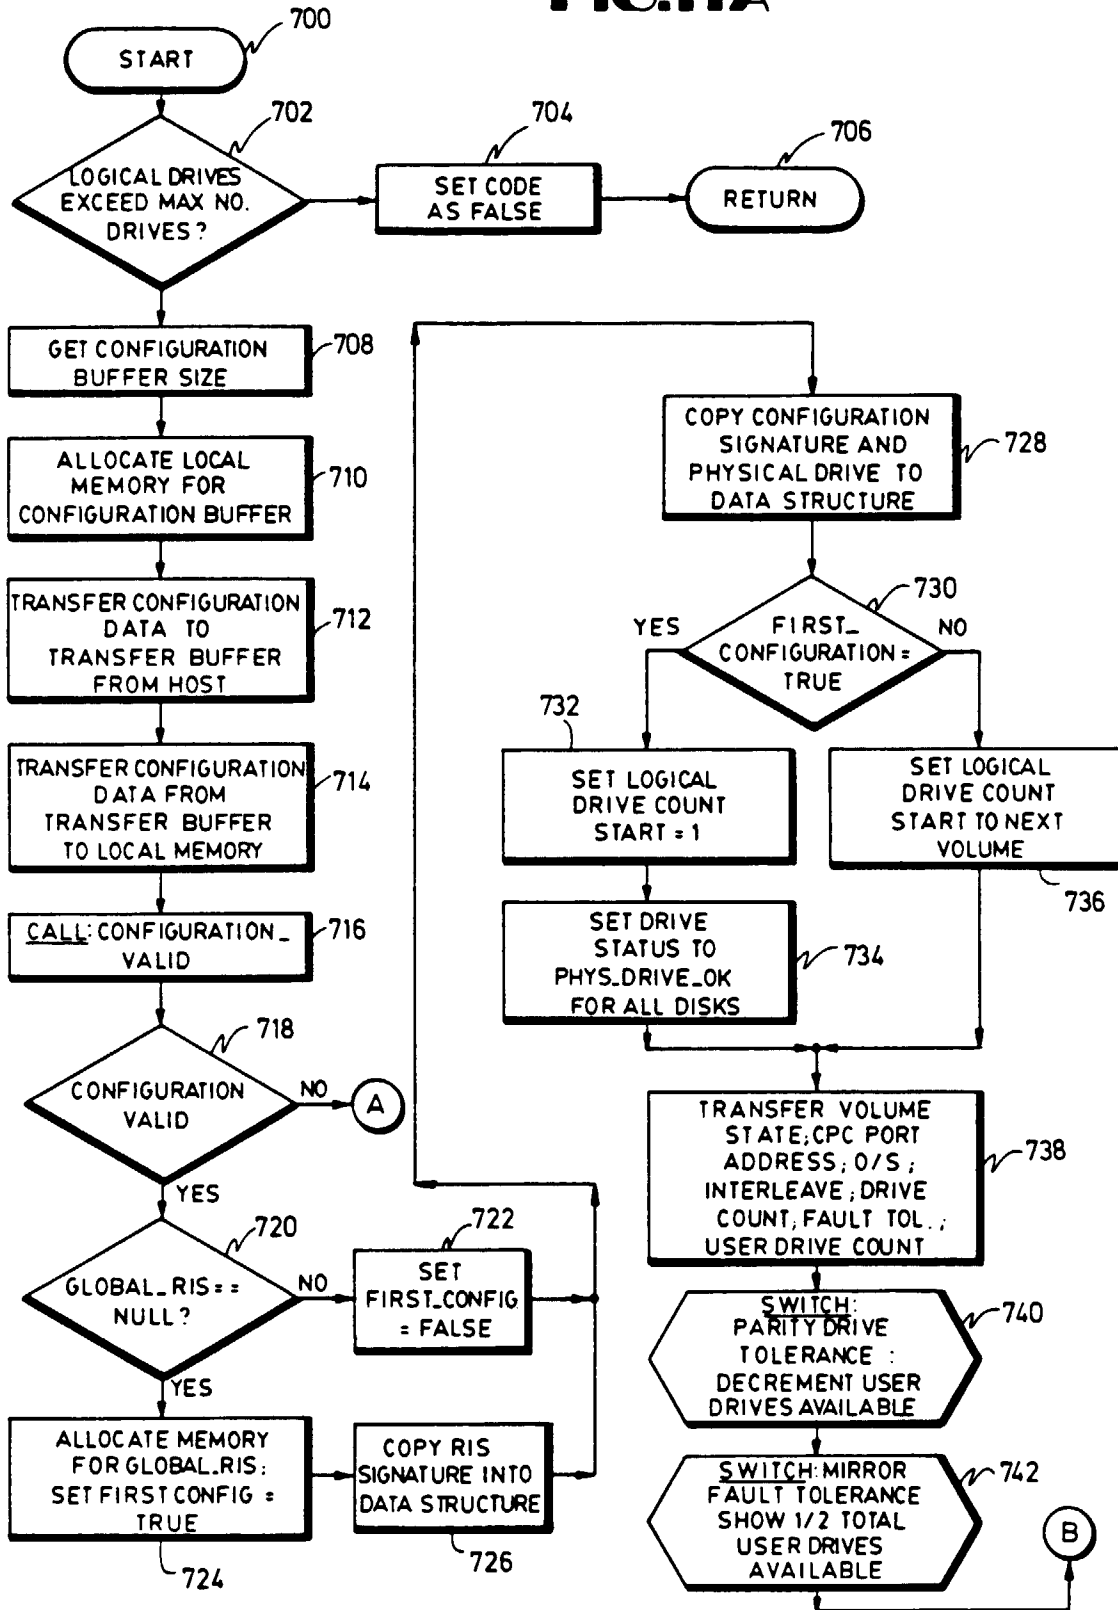 700
START
702
LOGICAL DRIVES
EXCEED MAX NO.
DRIVES?
704
SET CODE
AS FALSE
706
RETURN
GET CONFIGURATION
BUFFER SIZE
708
ALLOCATE LOCAL
MEMORY FOR
CONFIGURATION BUFFER
710
TRANSFER CONFIGURATION
DATA TO
TRANSFER BUFFER
FROM HOST
712
TRANSFER CONFIGURATION
DATA FROM
TRANSFER BUFFER
TO LOCAL MEMORY
714
CALL:CONFIGURATION_
VALID
716
718
CONFIGURATION
VALID
NO
A
YES
720
GLOBAL_RIS==
NULL?
NO
722
SET
FIRST_CONFIG
= FALSE
YES
ALLOCATE MEMORY
FOR GLOBAL_RIS;
SET FIRST CONFIG =
TRUE
724
COPY RIS
SIGNATURE INTO
DATA STRUCTURE
726
COPY CONFIGURATION
SIGNATURE AND
PHYSICAL DRIVE TO
DATA STRUCTURE
728
730
YES
FIRST_
CONFIGURATION=
TRUE
NO
732
SET LOGICAL
DRIVE COUNT
START = 1
SET LOGICAL
DRIVE COUNT
START TO NEXT
VOLUME
736
SET DRIVE
STATUS TO
PHYS_DRIVE_OK
FOR ALL DISKS
734
TRANSFER VOLUME
STATE;CPC PORT
ADDRESS; O/S;
INTERLEAVE; DRIVE
COUNT; FAULT TOL.;
USER DRIVE COUNT
738
SWITCH:
PARITY DRIVE
TOLERANCE :
DECREMENT USER
DRIVES AVAILABLE
740
SWITCH:MIRROR
FAULT TOLERANCE
SHOW 1/2 TOTAL
USER DRIVES
AVAILABLE
742
B